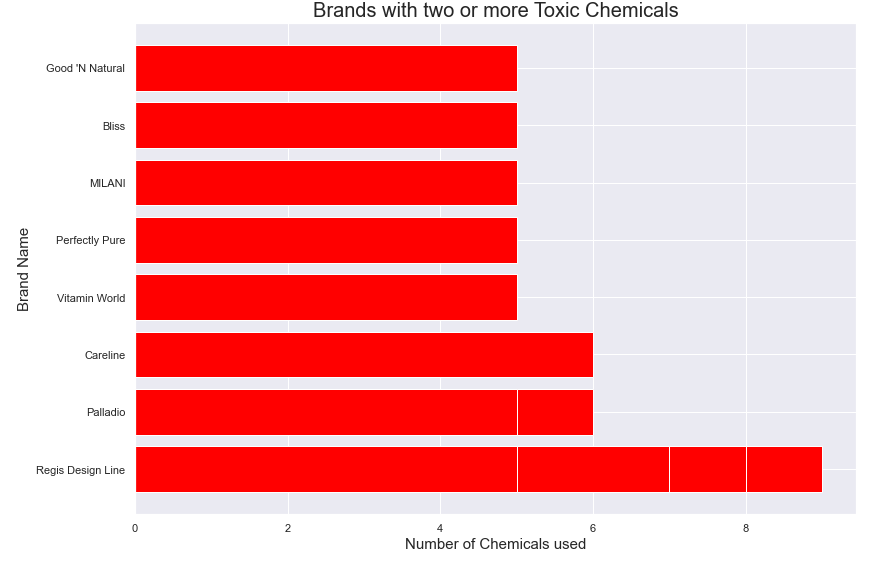 Brands with two or more Toxic Chemicals
Brand Name
Good 'N Natural
Bliss
MILANI
Perfectly Pure
Vitamin World
Careline
Palladio
Regis Design Line
0 2 4 6 8
Number of Chemicals used